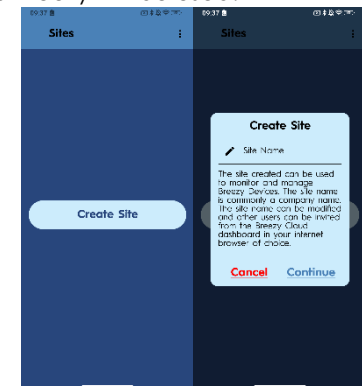 09:37
Sites
Create Site
09:37
Sites
Create Site
Site Name
The site created can be used
to monitor and manage
Breezy Devices. The site name
is commonly a company name.
The site name can be modified
and other users can be invited
from the Breezy Cloud
dashboard in your internet
browser of choice.
Cancel Continue